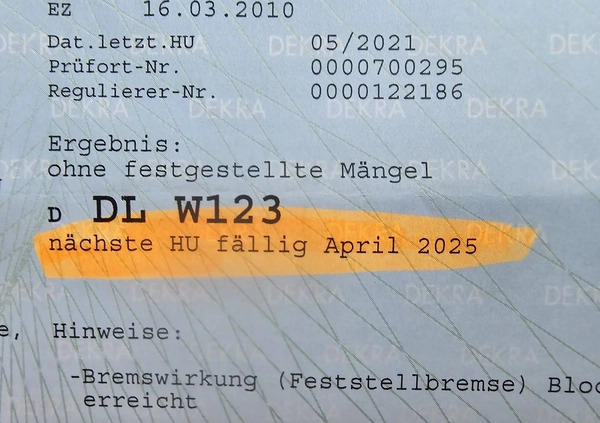 EZ 16.03.2010
Dat.letzt.HU 05/2021
Prüfort-Nr. 0000700295
Regulierer-Nr. 0000122186
Ergebnis:
ohne festgestellte Mängel
D DL W123
nächste HU fällig April 2025
e, Hinweise:
-Bremswirkung (Feststellbremse) Bloc
erreicht